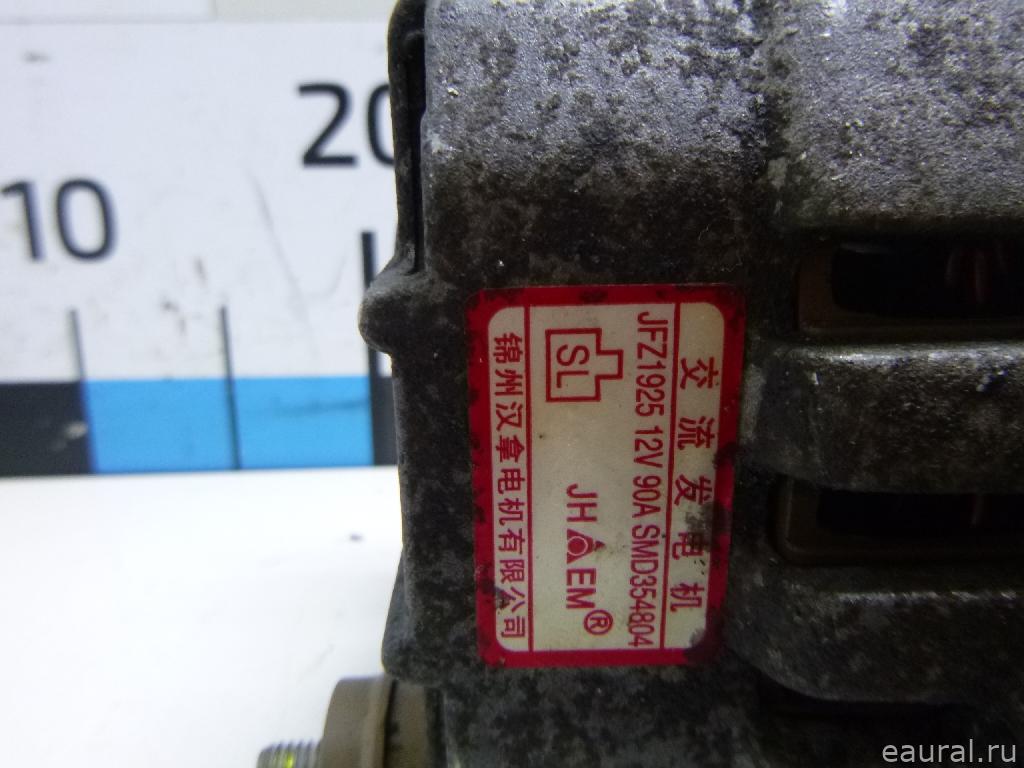 10
20
交流发电机
JFZ1925 12V 90A SMD354804
SL
JH EM®
锦州汉拿电机有限公司
eaural.ru